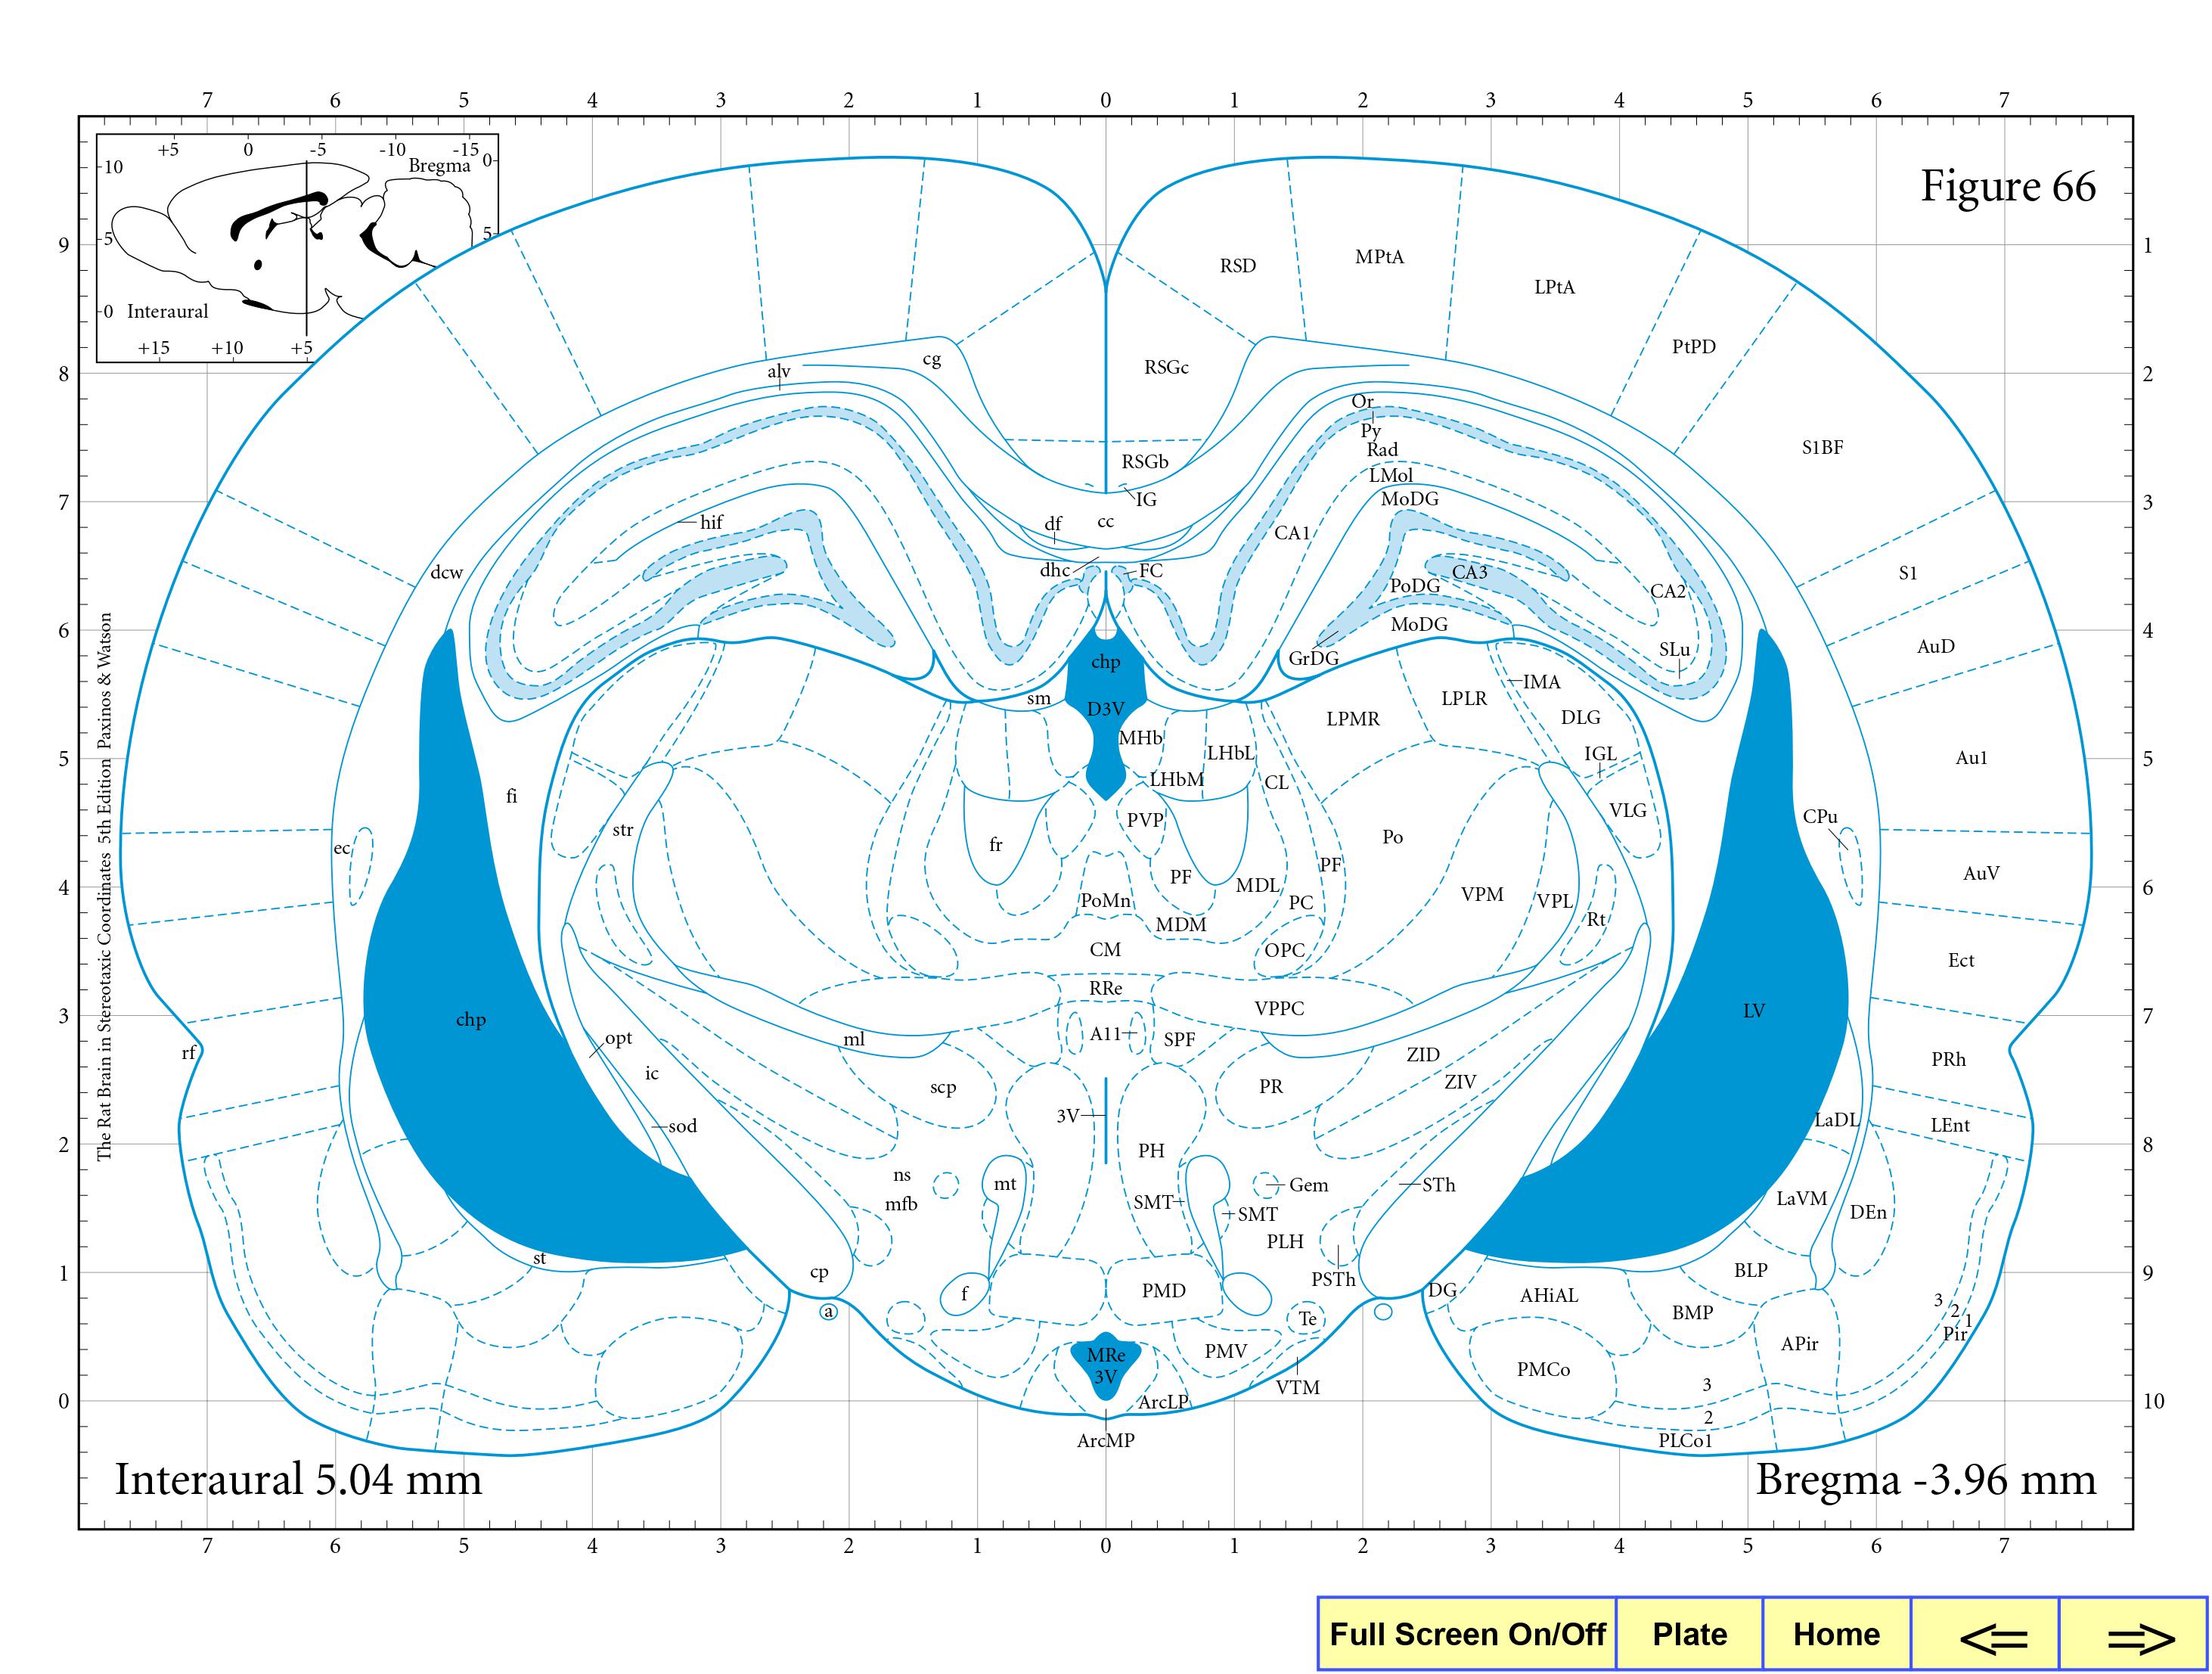 7 6 5 4 3 2 1 0 1 2 3 4 5 6 7
+5 0 -5 -10 -15
Bregma
10
0
5
5
0 Interaural
+15 +10 +5
Figure 66
9
8
7
6
5
4
3
2
1
0
1
2
3
4
5
6
7
8
9
10
The Rat Brain in Stereotaxic Coordinates 5th Edition Paxinos & Watson
RSD
MPtA
LPtA
PtPD
cg
RSGc
alv
Or
Py
Rad
LMol
MoDG
S1BF
RSGb
IG
hif
df
cc
CA1
dcw
dhc
FC
CA3
PoDG
CA2
S1
MoDG
GrDG
SLu
AuD
chp
sm
D3V
IMA
LPLR
LPMR
DLG
MHb
LHbL
LHbM
CL
IGL
Au1
fi
VLG
CPu
str
PVP
fr
Po
ec
PF
PF
MDL
VPM
VPL
Rt
AuV
PoMn
PC
MDM
CM
OPC
Ect
RRe
VPPC
chp
LV
A11
SPF
opt
ml
rf
ic
scp
PR
ZID
ZIV
PRh
3V
sod
LaDL
LEnt
PH
ns
mfb
mt
Gem
STh
SMT
SMT
LaVM
DEn
PLH
st
cp
PSTh
BLP
f
PMD
DG
AHiAL
BMP
a
Te
3
2
1
Pir
MRe
3V
PMV
APir
PMCo
VTM
3
ArcLP
2
ArcMP
PLCo1
Interaural 5.04 mm
Bregma -3.96 mm
7 6 5 4 3 2 1 0 1 2 3 4 5 6 7
Full Screen On/Off
Plate
Home